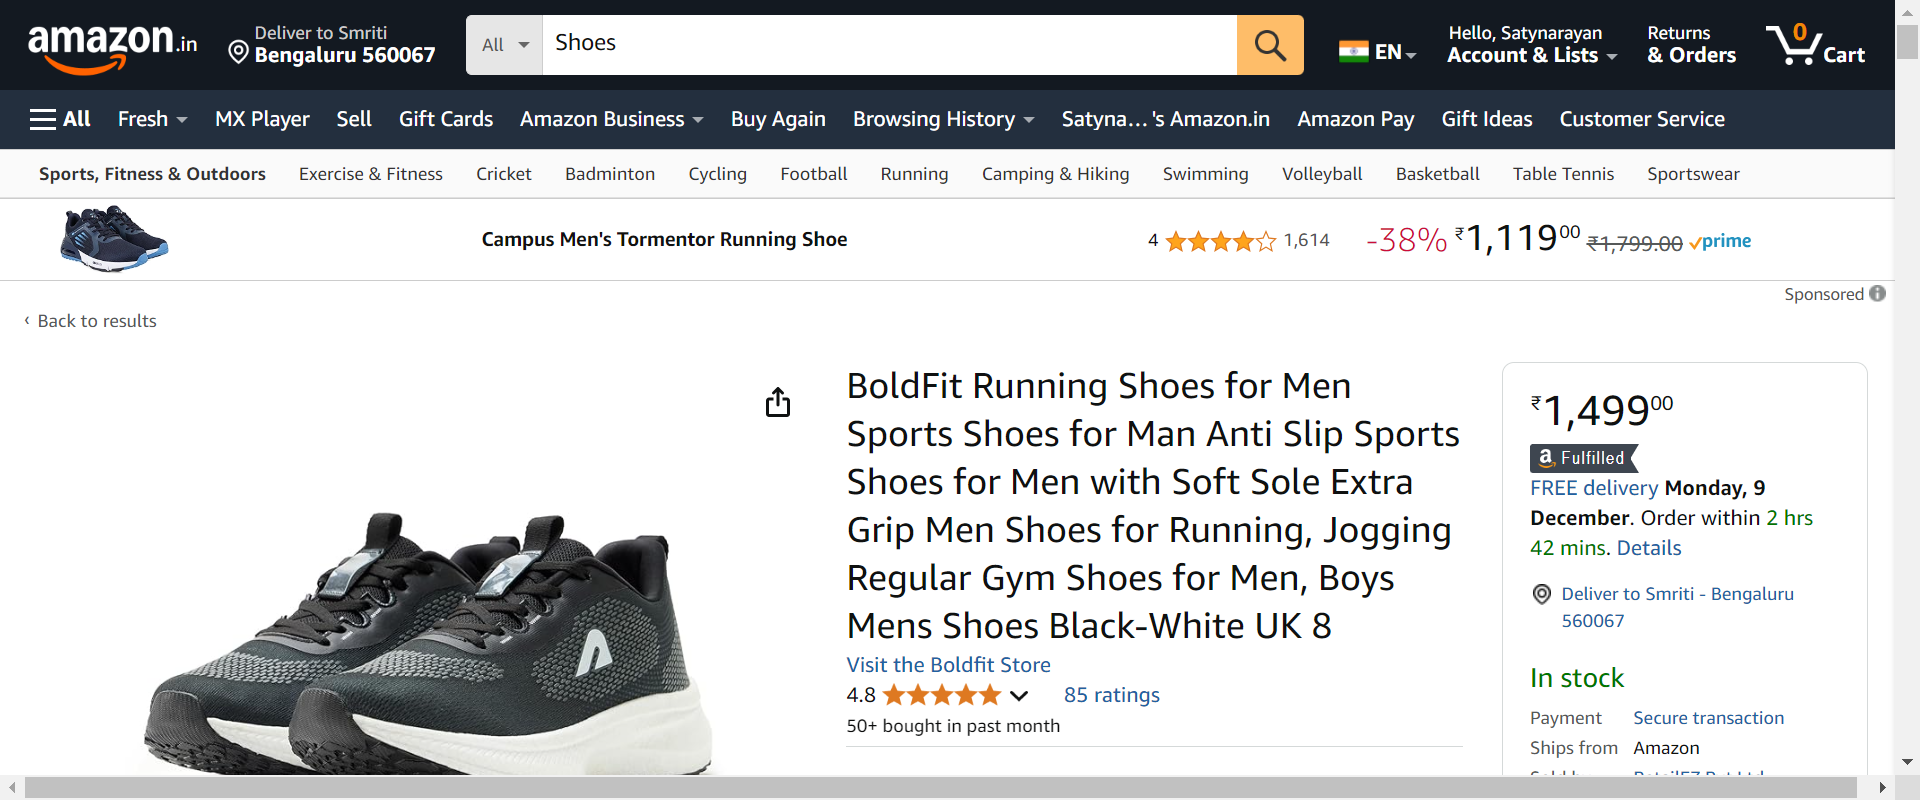 amazon.in
Deliver to Smriti
Bengaluru 560067
All
Shoes
EN
Hello, Satynarayan
Account & Lists
Returns
& Orders
0
Cart
All
Fresh
MX Player
Sell
Gift Cards
Amazon Business
Buy Again
Browsing History
Satyna... 's Amazon.in
Amazon Pay
Gift Ideas
Customer Service
Sports, Fitness & Outdoors
Exercise & Fitness
Cricket
Badminton
Cycling
Football
Running
Camping & Hiking
Swimming
Volleyball
Basketball
Table Tennis
Sportswear
Campus Men's Tormentor Running Shoe
4
1,614
-38% ₹1,11900 ₹1,799.00 prime
Sponsored
‹ Back to results
BoldFit Running Shoes for Men
Sports Shoes for Man Anti Slip Sports
Shoes for Men with Soft Sole Extra
Grip Men Shoes for Running, Jogging
Regular Gym Shoes for Men, Boys
Mens Shoes Black-White UK 8
Visit the Boldfit Store
4.8
85 ratings
50+ bought in past month
₹1,49900
a Fulfilled
FREE delivery Monday, 9
December. Order within 2 hrs
42 mins. Details
Deliver to Smriti - Bengaluru
560067
In stock
Payment Secure transaction
Ships from Amazon